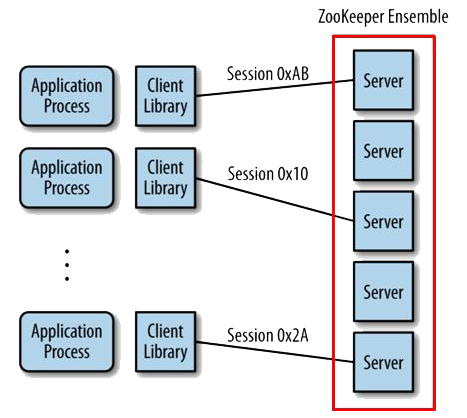 ZooKeeper Ensemble
Application
Process
Client
Library
Session 0xAB
Server
Server
Application
Process
Client
Library
Session 0x10
Server
Server
Application
Process
Client
Library
Session 0x2A
Server